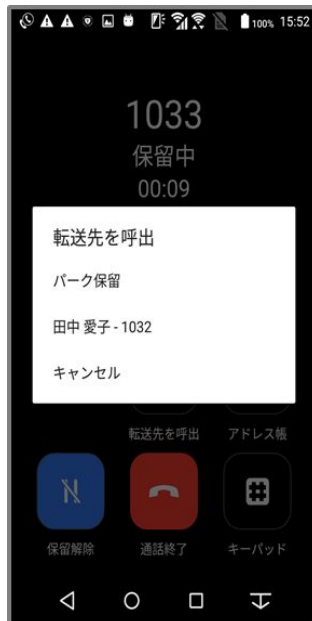 100% 15:52
1033
保留中
00:09
転送先を呼出
パーク保留
田中 愛子 - 1032
キャンセル
転送先を呼出 アドレス帳
保留解除 通話終了 キーパッド